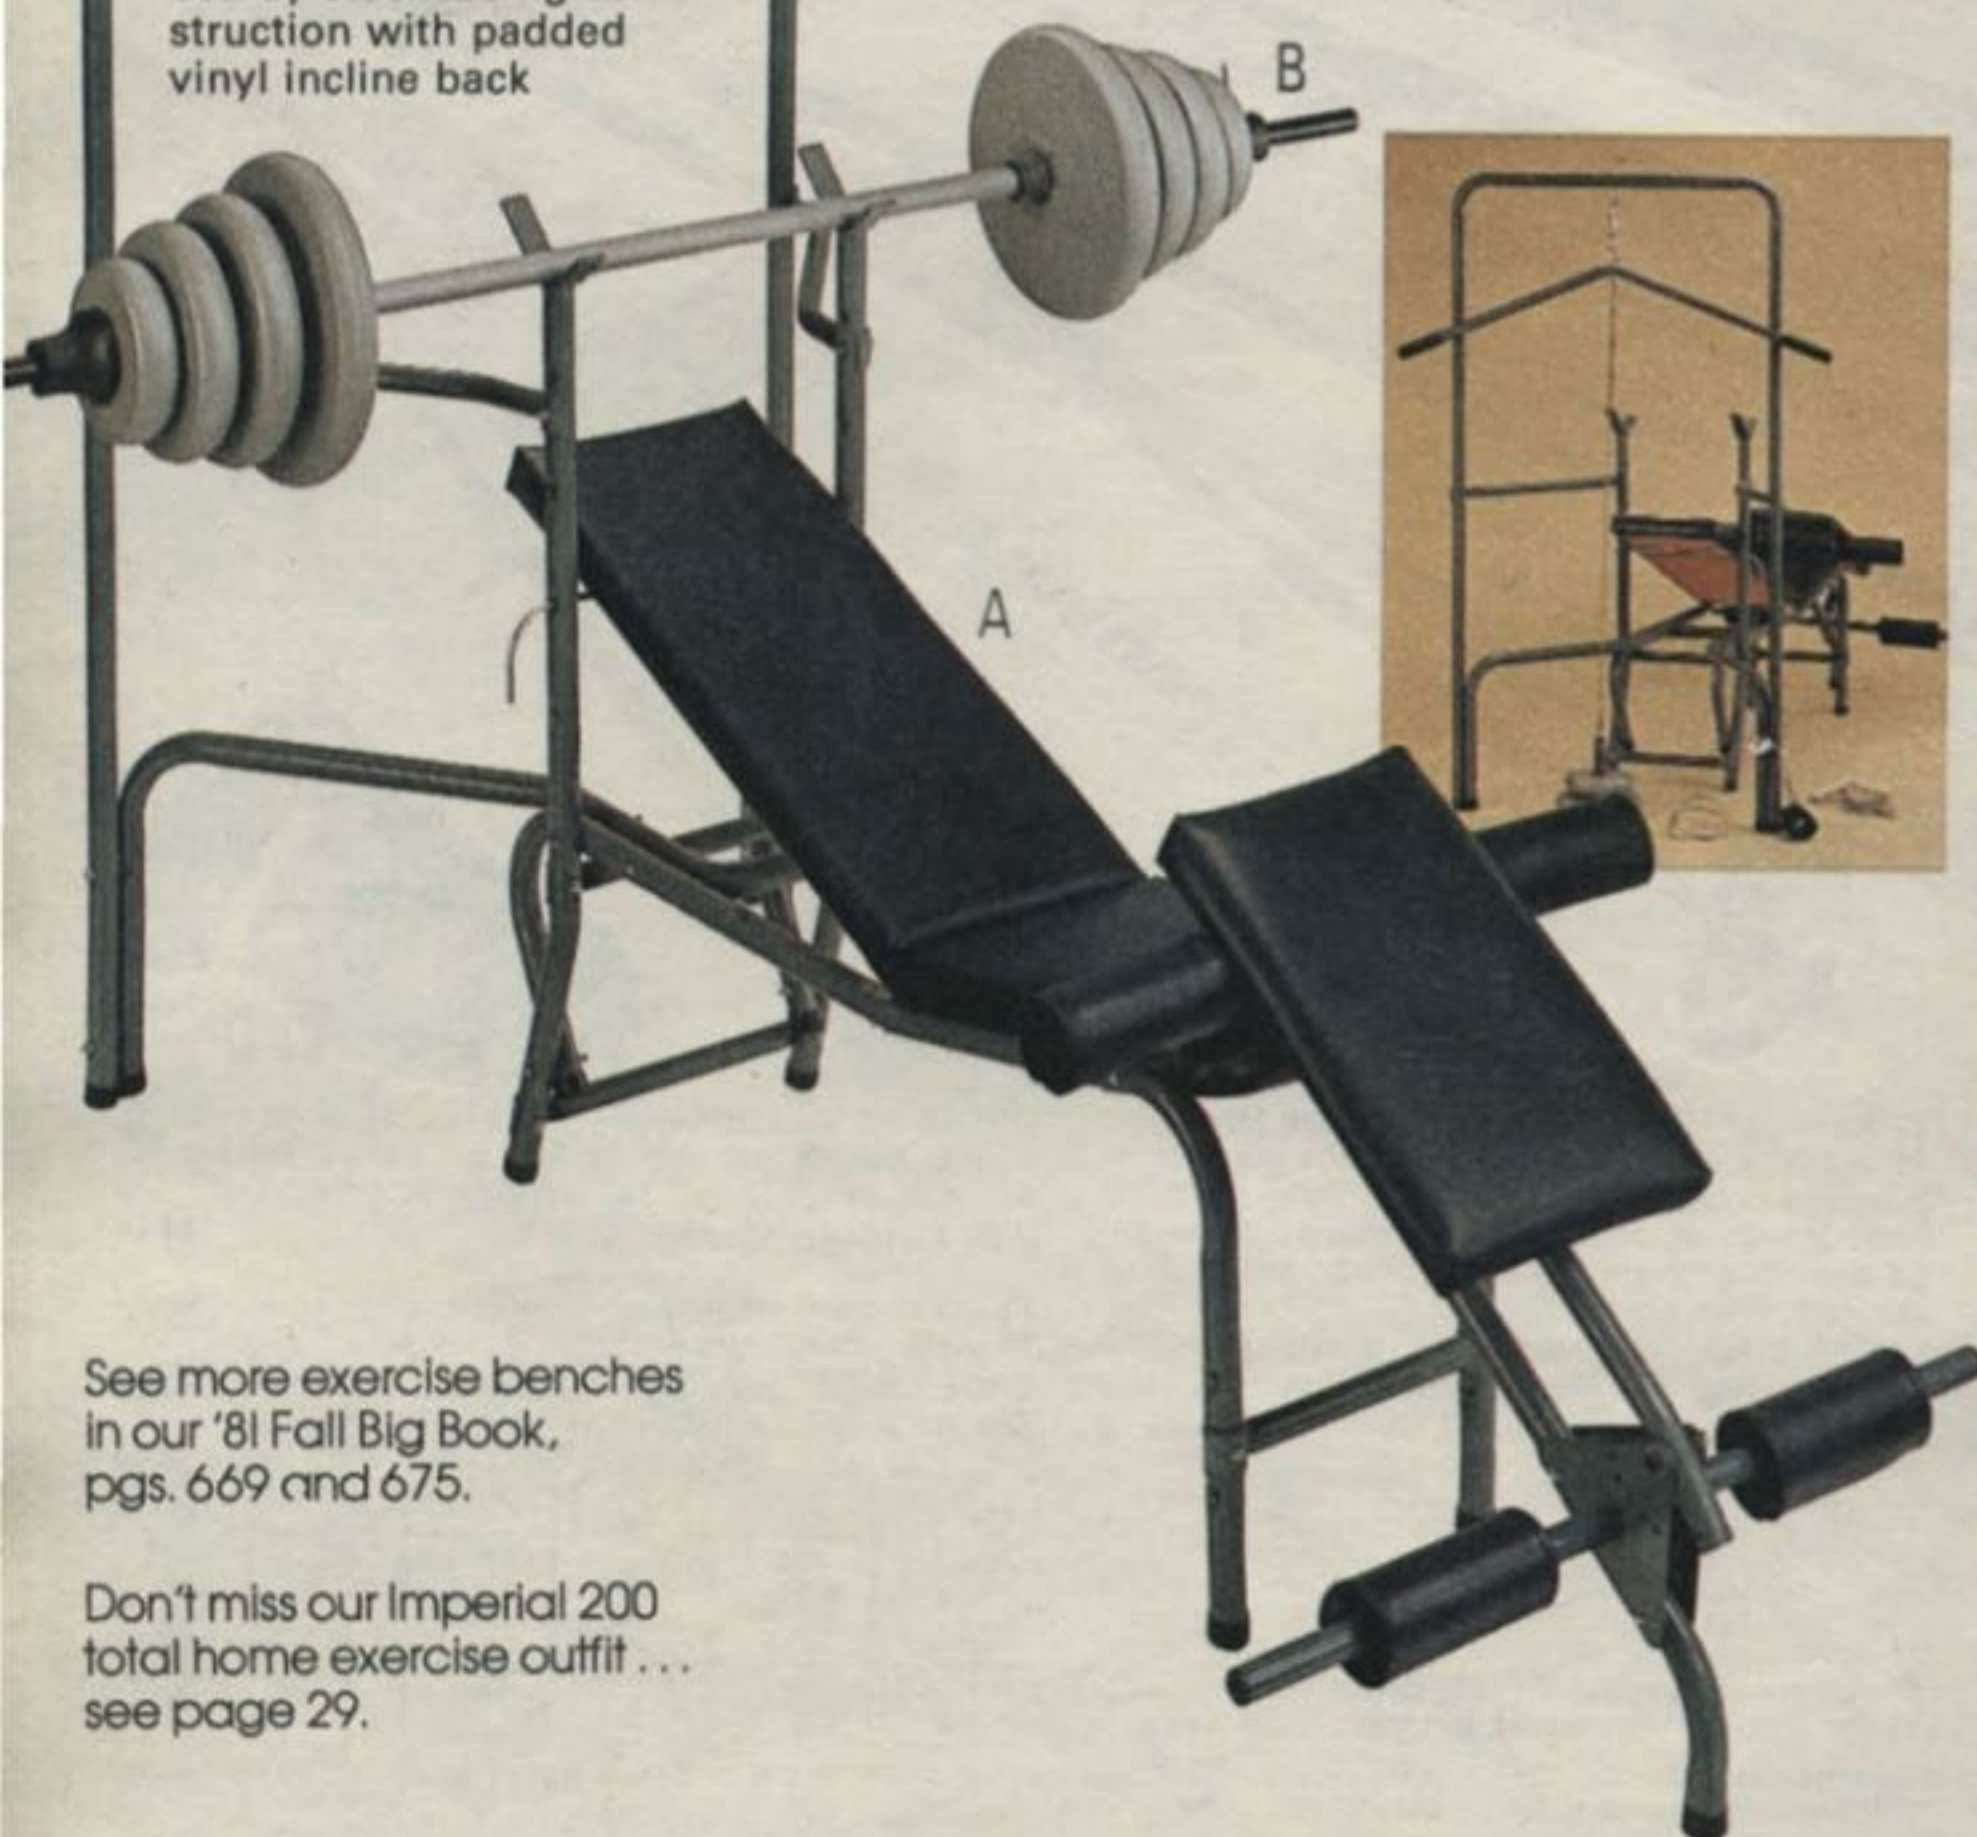 struction with padded
vinyl incline back
B
A
See more exercise benches
in our '81 Fall Big Book,
pgs. 669 and 675.
Don't miss our Imperial 200
total home exercise outfit . . .
see page 29.